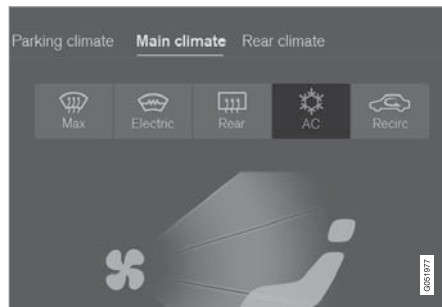 Parking climate Main climate Rear climate
Max Electric Rear AC Recirc
G051977